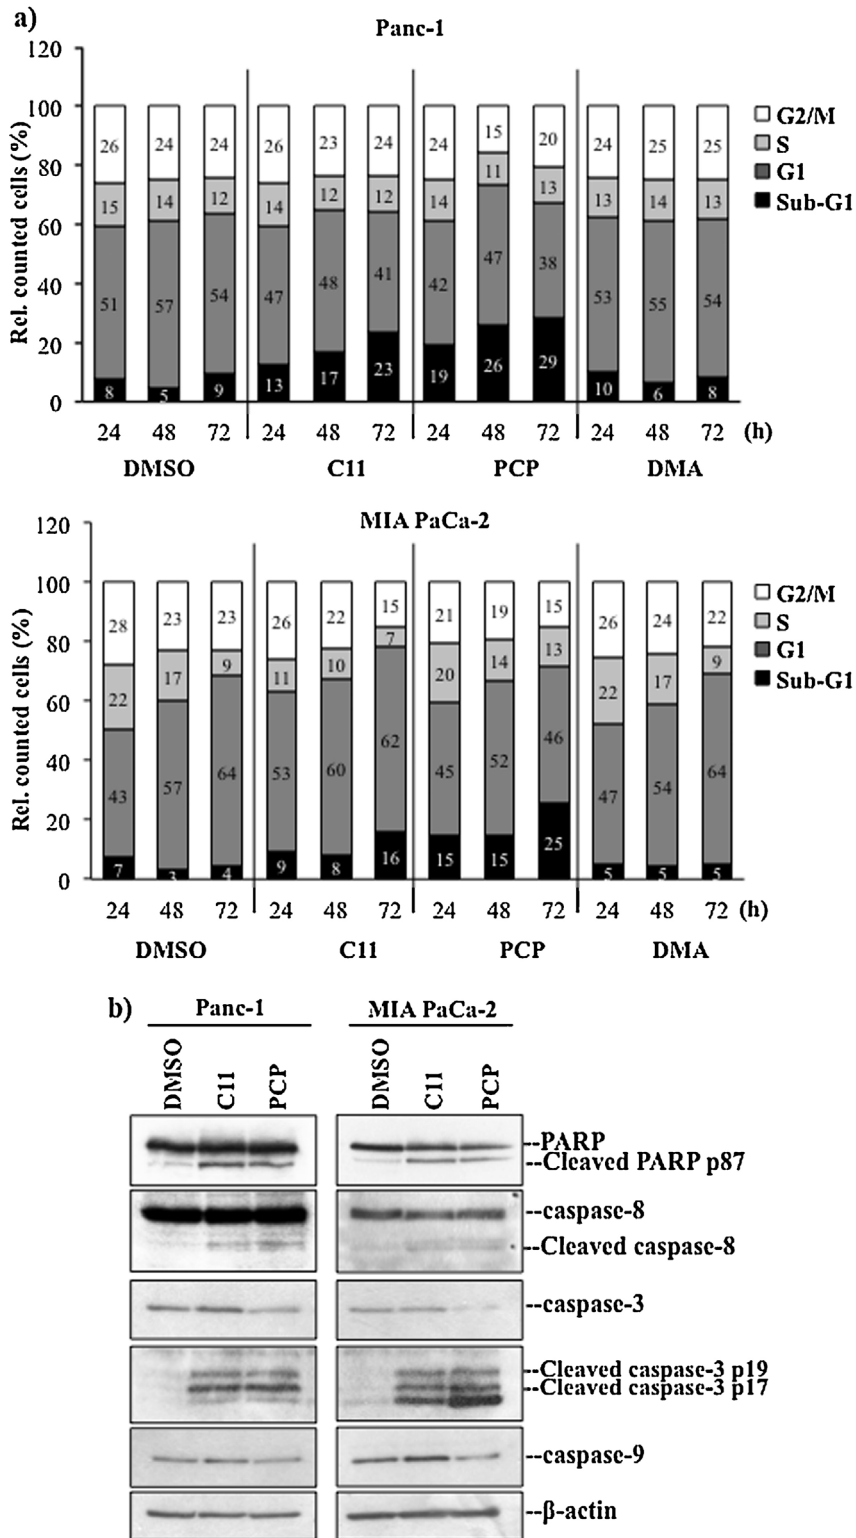 a)
Panc-1
120
100
80
60
40
20
0
Rel. counted cells (%)
26 24 24 26 23 24 24 15 20 24 25 25
15 14 12 14 12 12 14 11 13 13 14 13
51 57 54 47 48 41 42 47 38 53 55 54
8 5 9 13 17 23 19 26 29 10 6 8
G2/M
S
G1
Sub-G1
24 48 72 24 48 72 24 48 72 24 48 72 (h)
DMSO C11 PCP DMA
MIA PaCa-2
120
100
80
60
40
20
0
Rel. counted cells (%)
28 23 23 26 22 15 21 19 15 26 24 22
22 17 9 11 10 7 20 14 13 22 17 9
43 57 64 53 60 62 45 52 46 47 54 64
7 3 4 9 8 16 15 15 25 5 5 5
G2/M
S
G1
Sub-G1
24 48 72 24 48 72 24 48 72 24 48 72 (h)
DMSO C11 PCP DMA
b)
Panc-1 MIA PaCa-2
DMSO C11 PCP DMSO C11 PCP
--PARP
--Cleaved PARP p87
--caspase-8
--Cleaved caspase-8
--caspase-3
--Cleaved caspase-3 p19
--Cleaved caspase-3 p17
--caspase-9
--β-actin